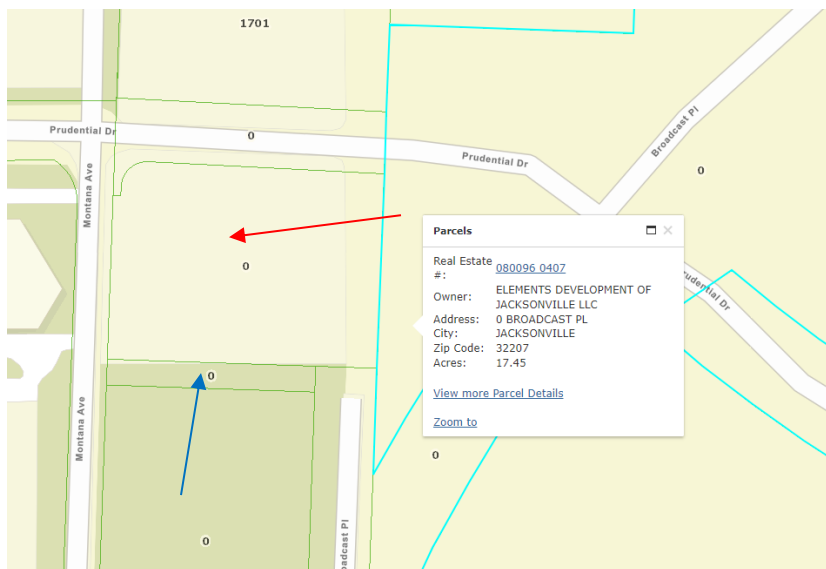 1701
Prudential Dr
0
Prudential Dr
Broadcast Pl
0
Montana Ave
0
Parcels
Real Estate #: 080096 0407
Owner: ELEMENTS DEVELOPMENT OF
JACKSONVILLE LLC
Address: 0 BROADCAST PL
City: JACKSONVILLE
Zip Code: 32207
Acres: 17.45
View more Parcel Details
Zoom to
rudential Dr
0
Montana Ave
0
0
oadcast Pl